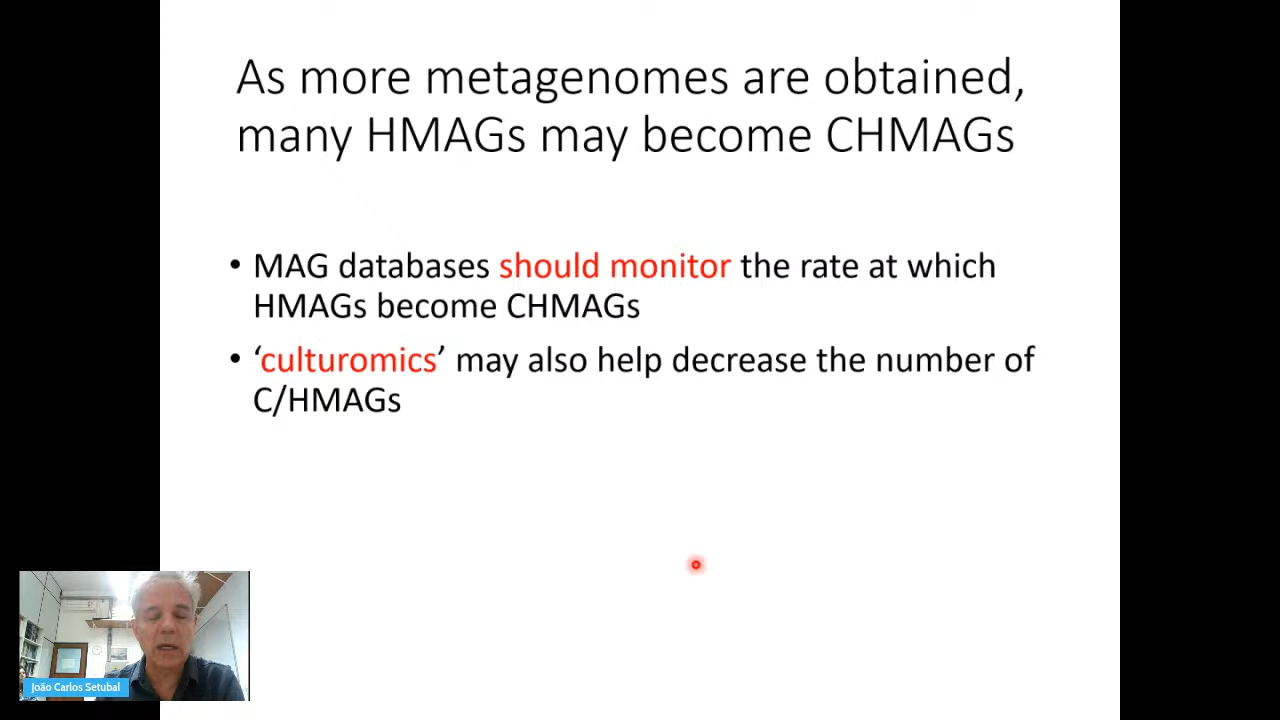 As more metagenomes are obtained,
many HMAGs may become CHMAGs
• MAG databases should monitor the rate at which
HMAGs become CHMAGs
• ‘culturomics’ may also help decrease the number of
C/HMAGs
João Carlos Setubal